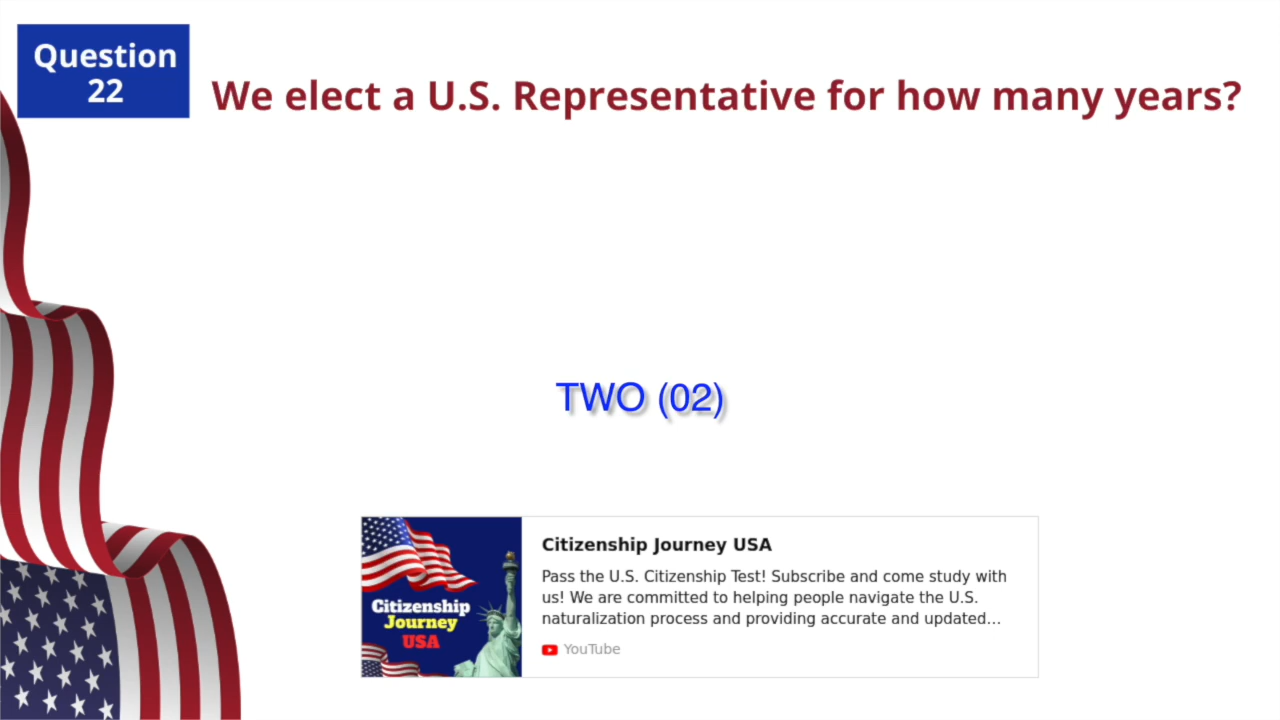 Question
22
We elect a U.S. Representative for how many years?
TWO (02)
Citizenship Journey USA
Pass the U.S. Citizenship Test! Subscribe and come study with
us! We are committed to helping people navigate the U.S.
naturalization process and providing accurate and updated...
YouTube
Citizenship
Journey
USA